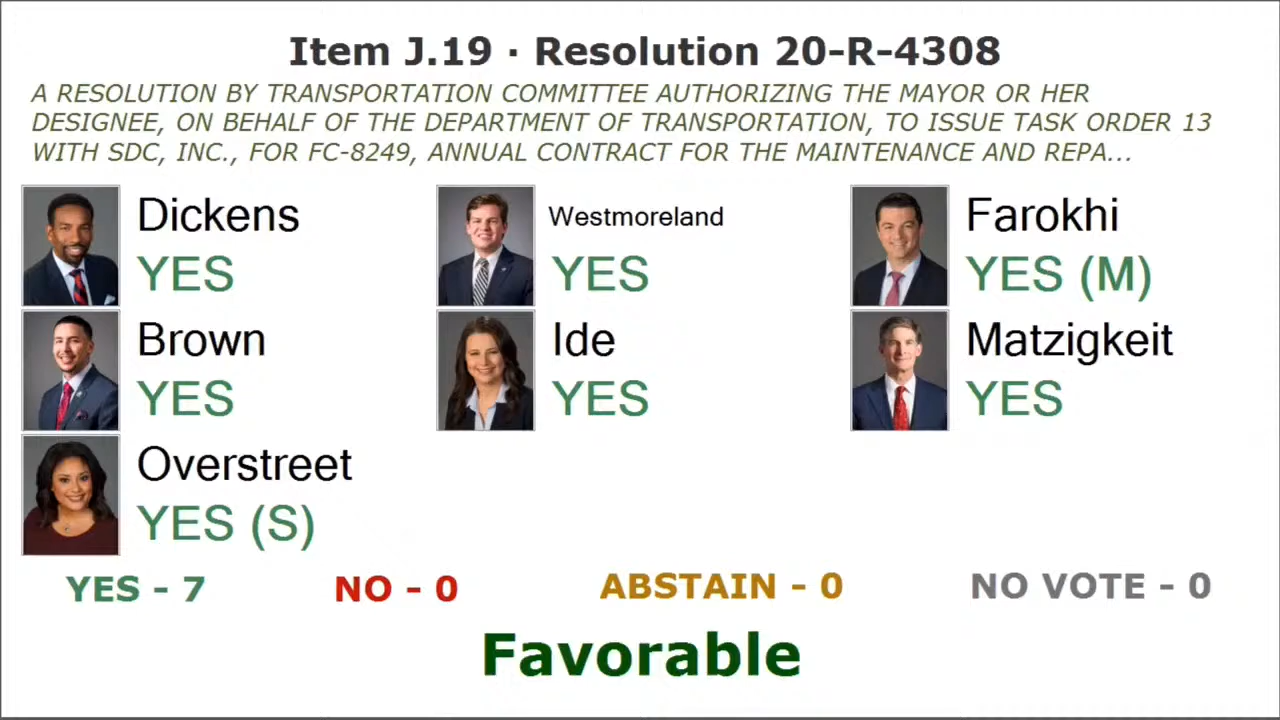 Item J.19 · Resolution 20-R-4308
A RESOLUTION BY TRANSPORTATION COMMITTEE AUTHORIZING THE MAYOR OR HER
DESIGNEE, ON BEHALF OF THE DEPARTMENT OF TRANSPORTATION, TO ISSUE TASK ORDER 13
WITH SDC, INC., FOR FC-8249, ANNUAL CONTRACT FOR THE MAINTENANCE AND REPA...
Dickens
YES
Westmoreland
YES
Farokhi
YES (M)
Brown
YES
Ide
YES
Matzigkeit
YES
Overstreet
YES (S)
YES - 7
NO - 0
ABSTAIN - 0
NO VOTE - 0
Favorable